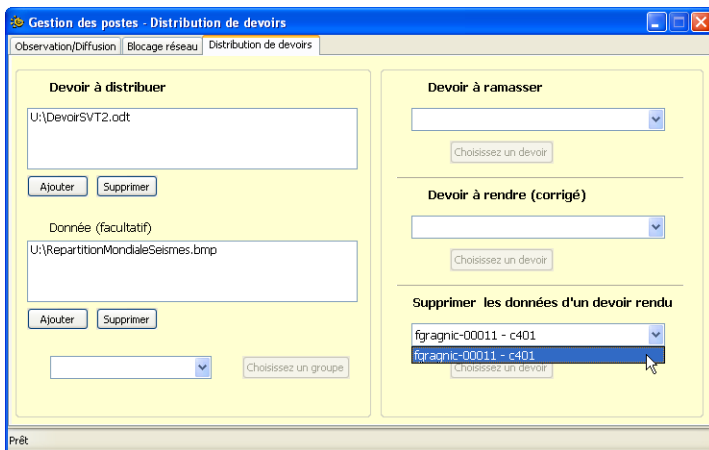 Gestion des postes - Distribution de devoirs
Observation/Diffusion Blocage réseau Distribution de devoirs
Devoir à distribuer
U:\DevoirSVT2.odt
Ajouter Supprimer
Donnée (facultatif)
U:\RepartitionMondialeSeismes.bmp
Ajouter Supprimer
Choisissez un groupe
Devoir à ramasser
Choisissez un devoir
Devoir à rendre (corrigé)
Choisissez un devoir
Supprimer les données d'un devoir rendu
fgragnic-00011 - c401
fgragnic-00011 - c401
Choisissez un devoir
Prêt